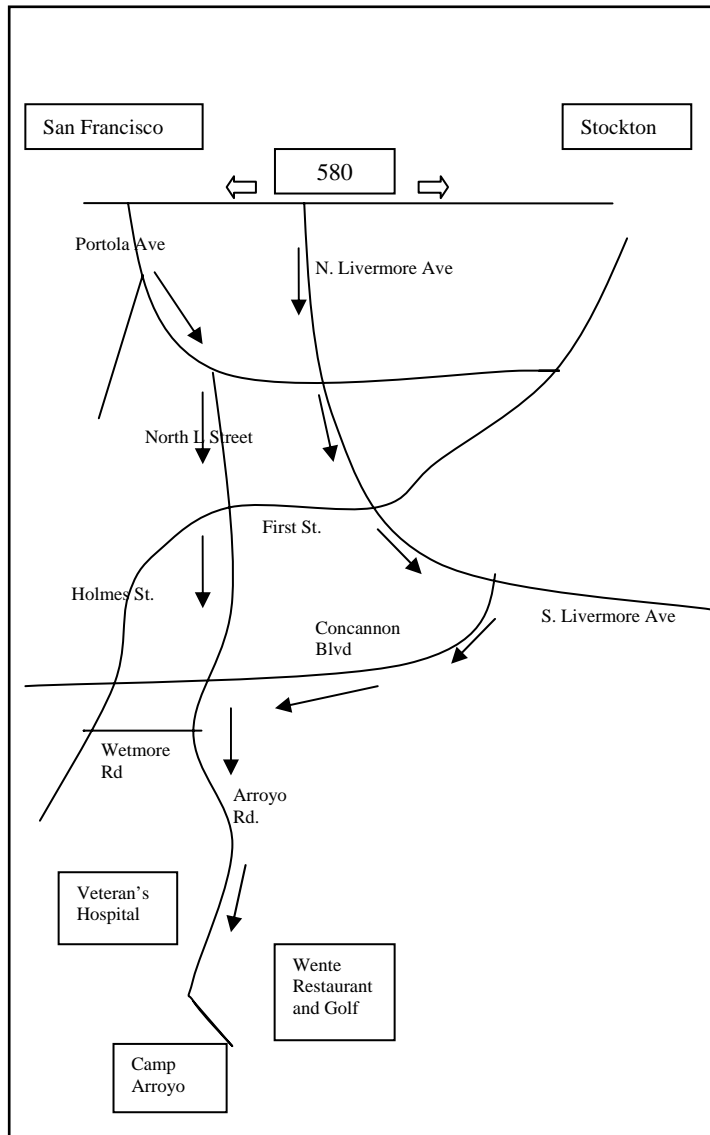 San Francisco
Stockton
580
Portola Ave
N. Livermore Ave
North L Street
First St.
Holmes St.
S. Livermore Ave
Concannon
Blvd
Wetmore
Rd
Arroyo
Rd.
Veteran’s
Hospital
Wente
Restaurant
and Golf
Camp
Arroyo